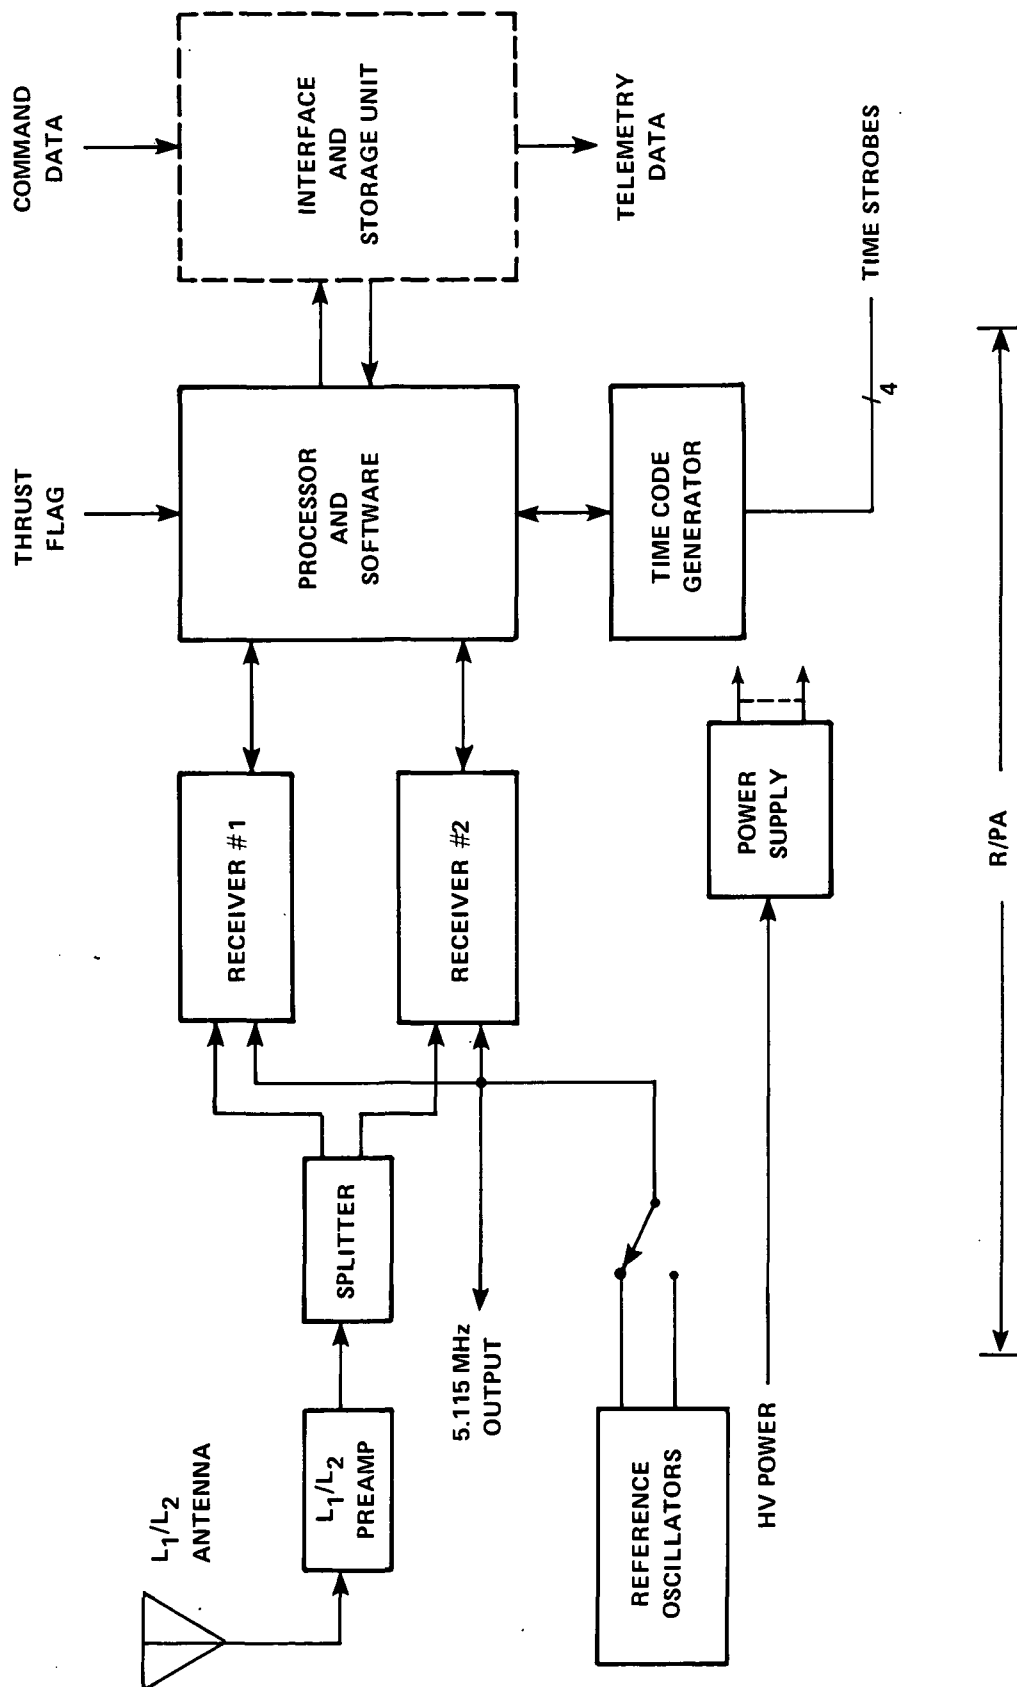 L1/L2
ANTENNA
L1/L2
PREAMP
SPLITTER
5.115 MHz
OUTPUT
REFERENCE
OSCILLATORS
HV POWER
RECEIVER #1
RECEIVER #2
POWER
SUPPLY
THRUST
FLAG
PROCESSOR
AND
SOFTWARE
TIME CODE
GENERATOR
4
TIME STROBES
COMMAND
DATA
INTERFACE
AND
STORAGE UNIT
TELEMETRY
DATA
R/PA